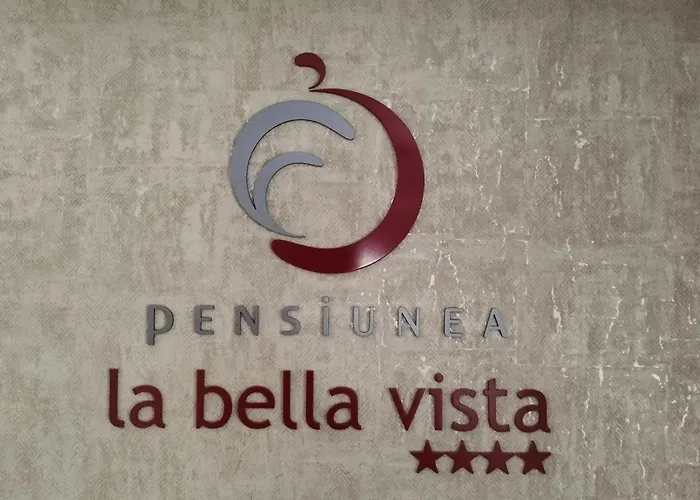 PENSIUNEA
la bella vista
★★★★